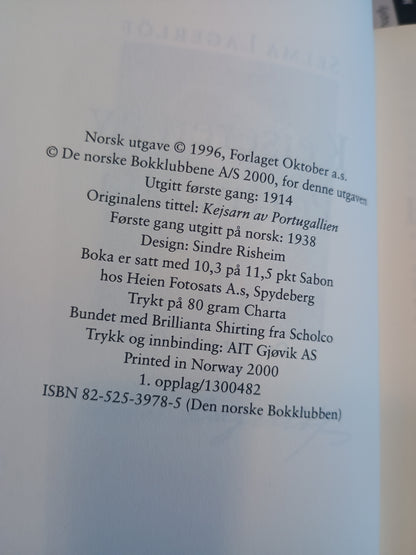 SELMA LAGERLÖF
Norsk utgave © 1996, Forlaget Oktober a.s.
© De norske Bokklubbene A/S 2000, for denne utgaven
Utgitt første gang: 1914
Originalens tittel: Kejsarn av Portugallien
Første gang utgitt på norsk: 1938
Design: Sindre Risheim
Boka er satt med 10,3 på 11,5 pkt Sabon
hos Heien Fotosats A.s, Spydeberg
Trykt på 80 gram Charta
Bundet med Brillianta Shirting fra Scholco
Trykk og innbinding: AIT Gjøvik AS
Printed in Norway 2000
1. opplag/1300482
ISBN 82-525-3978-5 (Den norske Bokklubben)